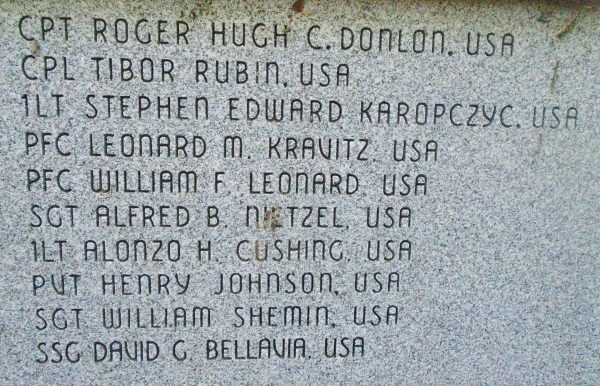 CPT ROGER HUGH C. DONLON, USA
CPL TIBOR RUBIN, USA
1LT STEPHEN EDWARD KAROPCZYC, USA
PFC LEONARD M. KRAVITZ, USA
PFC WILLIAM F. LEONARD, USA
SGT ALFRED B. NIETZEL, USA
1LT ALONZO H. CUSHING, USA
PVT HENRY JOHNSON, USA
SGT WILLIAM SHEMIN, USA
SSG DAVID G. BELLAVIA, USA